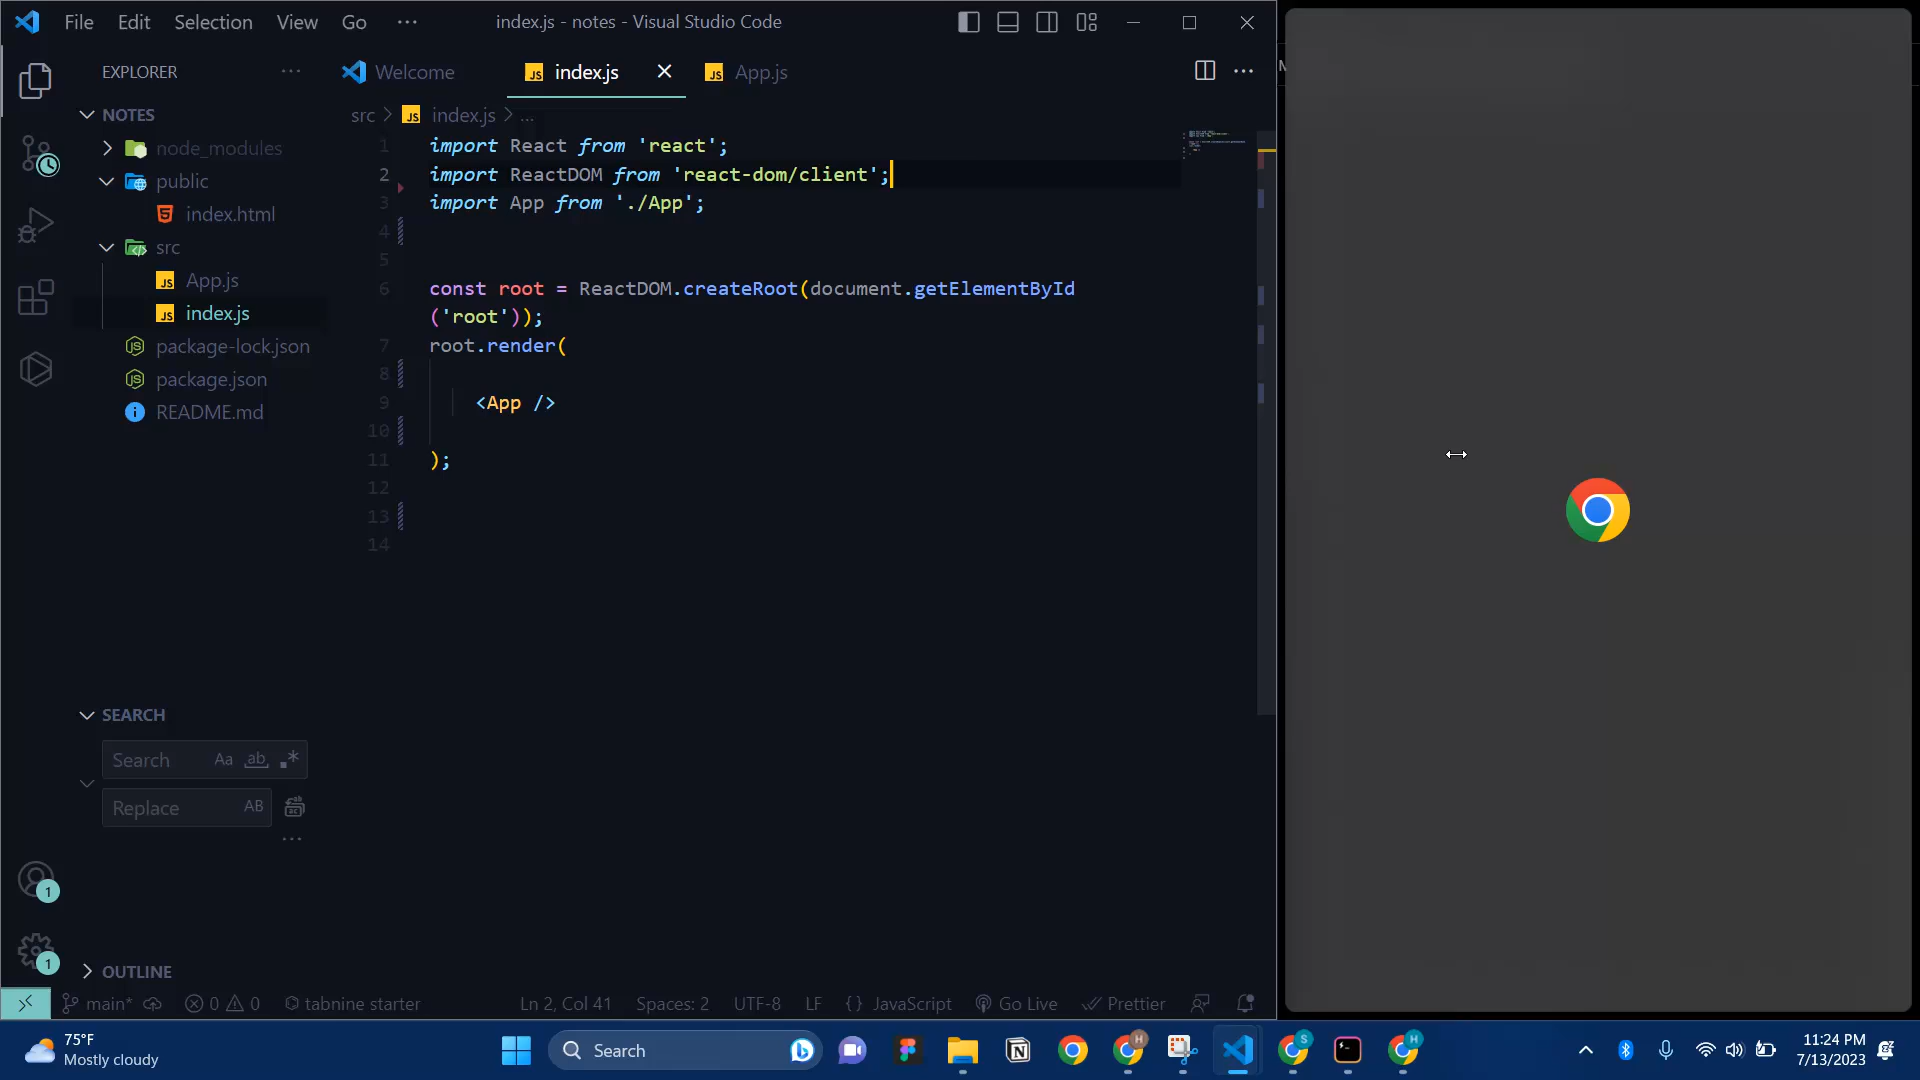 File Edit Selection View Go ··· index.js - notes - Visual Studio Code
EXPLORER ···
Welcome index.js App.js
NOTES
src > index.js > ...
node_modules
public
index.html
src
App.js
index.js
package-lock.json
package.json
README.md
1 import React from 'react';
2 import ReactDOM from 'react-dom/client';
3 import App from './App';
4
5
6 const root = ReactDOM.createRoot(document.getElementById
('root'));
7 root.render(
8
9 <App />
10
11 );
12
13
14
SEARCH
Search Aa ab .*
Replace AB
···
1
1
OUTLINE
main* 0 0 tabnine starter Ln 2, Col 41 Spaces: 2 UTF-8 LF {} JavaScript Go Live Prettier
75°F
Mostly cloudy
Search
H S H
11:24 PM
7/13/2023